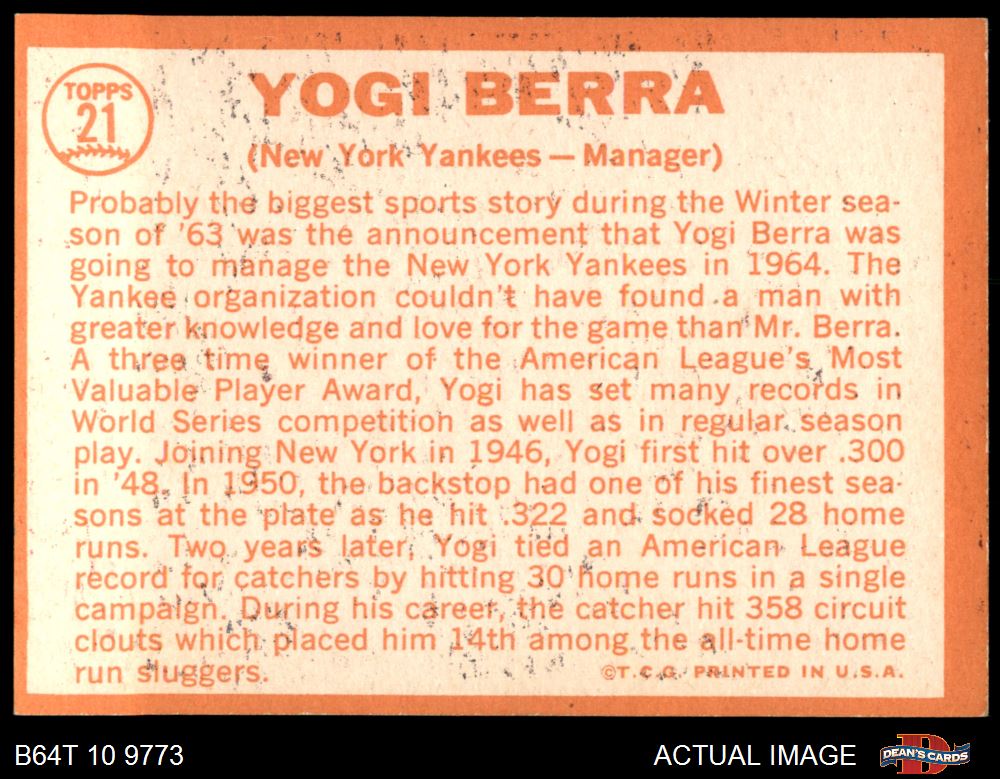 TOPPS
21
YOGI BERRA
(New York Yankees — Manager)
Probably the biggest sports story during the Winter sea-
son of '63 was the announcement that Yogi Berra was
going to manage the New York Yankees in 1964. The
Yankee organization couldn't have found a man with
greater knowledge and love for the game than Mr. Berra.
A three time winner of the American League's Most
Valuable Player Award, Yogi has set many records in
World Series competition as well as in regular season
play. Joining New York in 1946, Yogi first hit over .300
in '48. In 1950, the backstop had one of his finest sea-
sons at the plate as he hit .322 and socked 28 home
runs. Two years later, Yogi tied an American League
record for catchers by hitting 30 home runs in a single
campaign. During his career, the catcher hit 358 circuit
clouts which placed him 14th among the all-time home
run sluggers.
©T.C.G. PRINTED IN U.S.A.
B64T 10 9773
ACTUAL IMAGE
DEAN'S CARDS